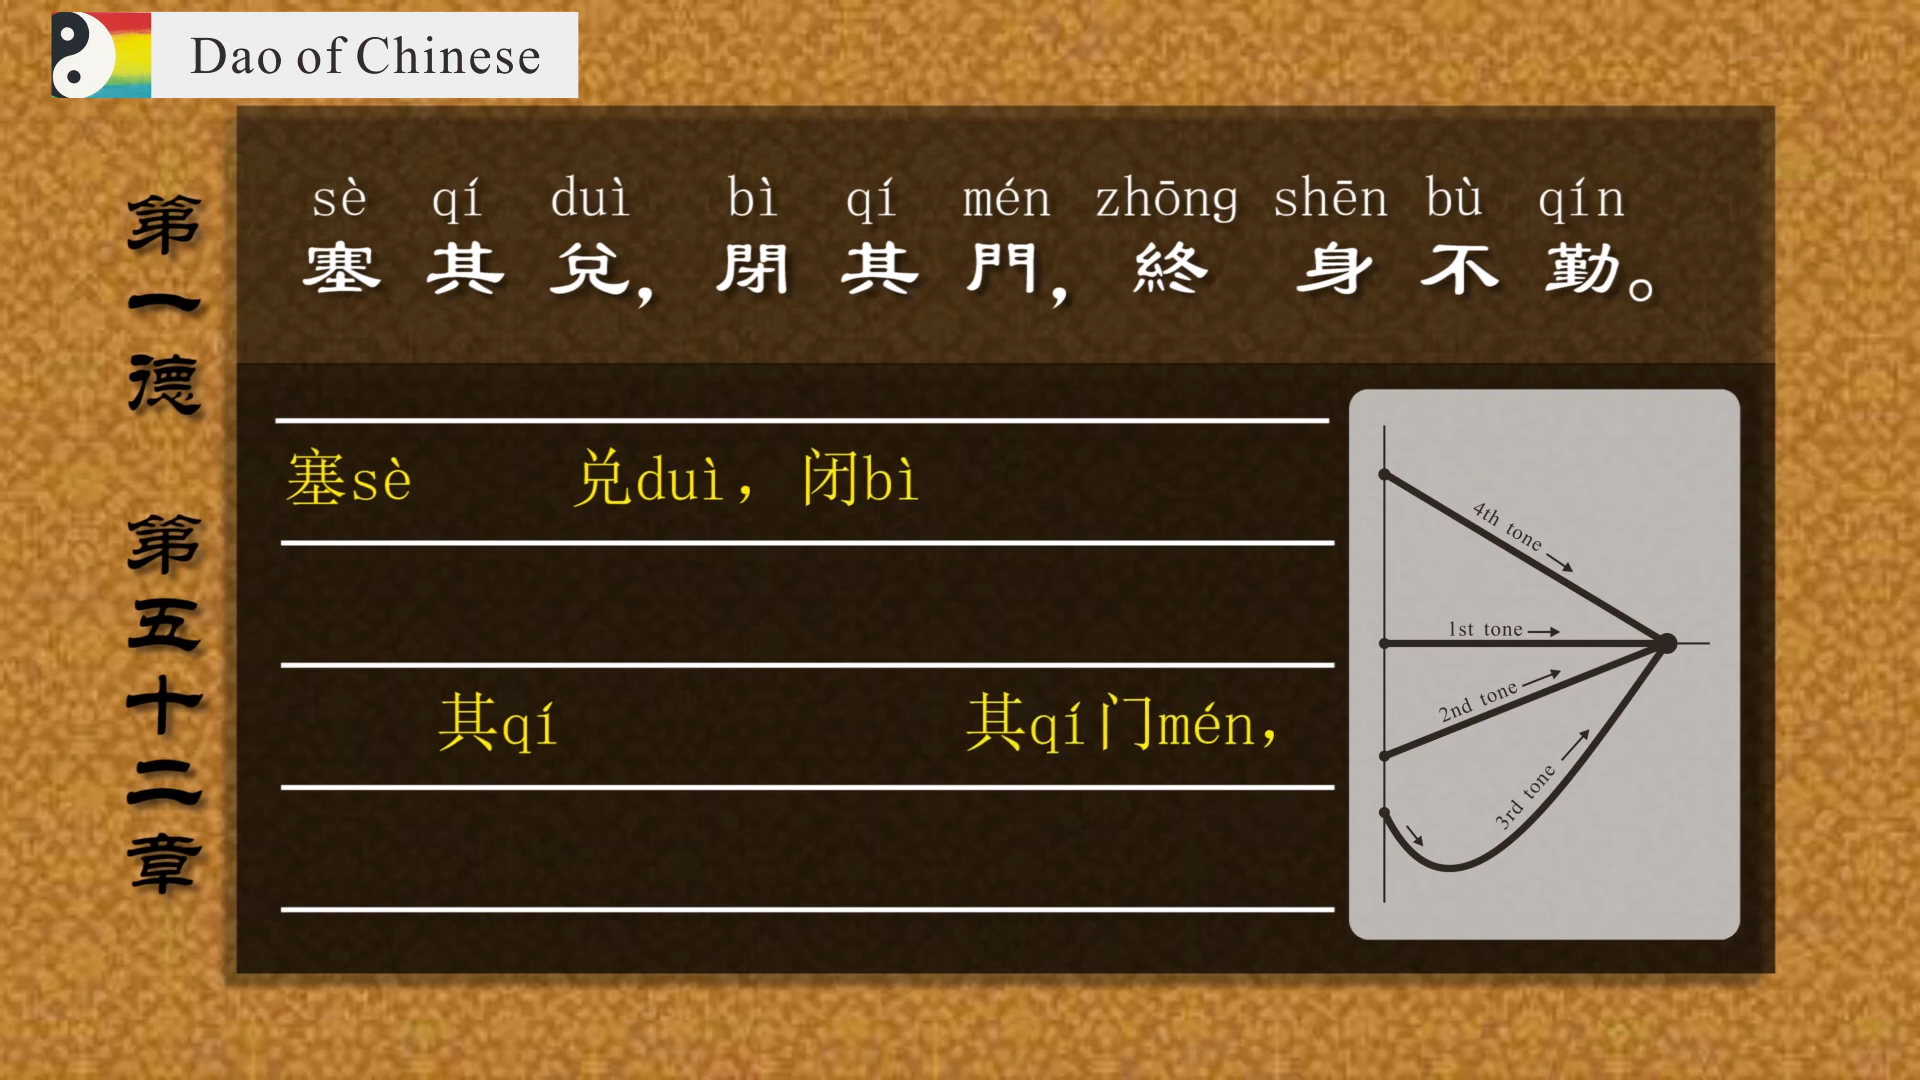 Dao of Chinese
第一德 第五十二章
sè qí duì bì qí mén zhōng shēn bù qín
塞其兌，閉其門，終身不勤。
塞sè 兑duì，闭bì
其qí 其qí门mén，
4th tone
1st tone
2nd tone
3rd tone